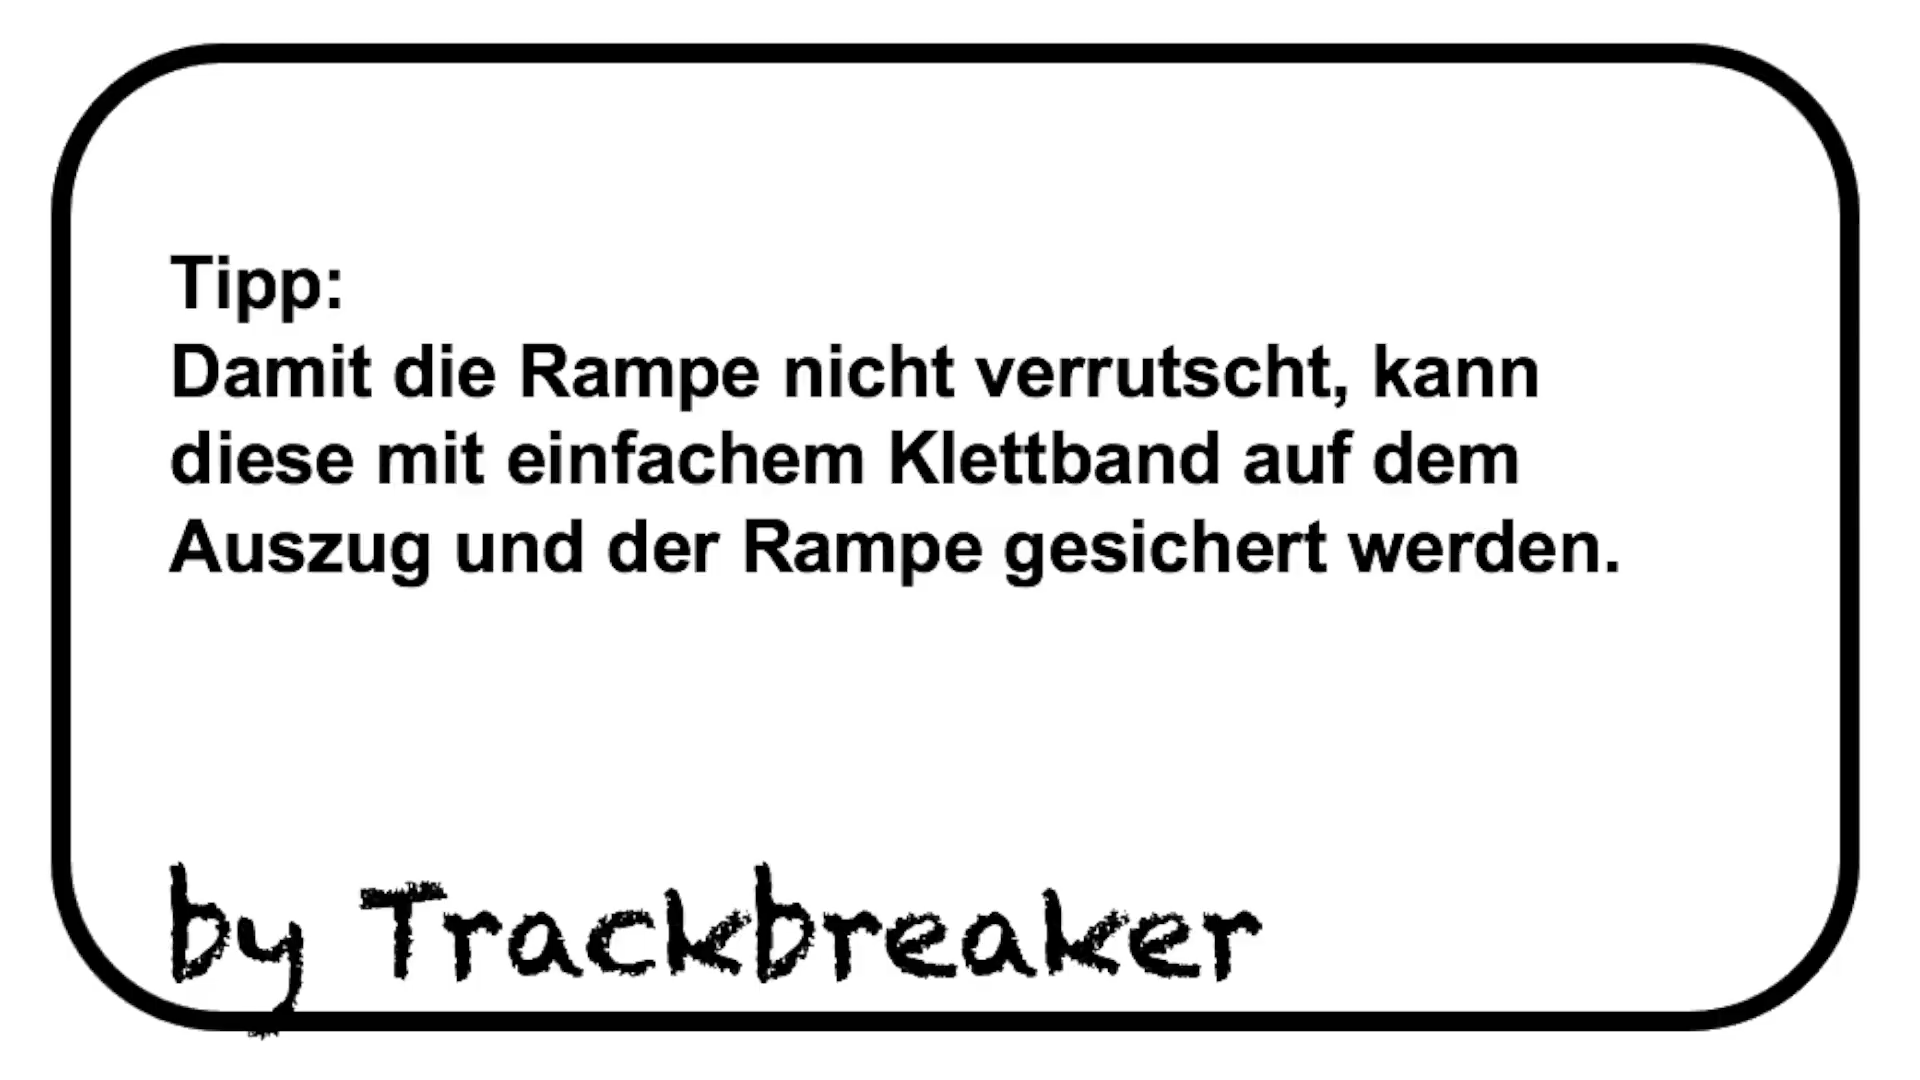 Tipp:
Damit die Rampe nicht verrutscht, kann
diese mit einfachem Klettband auf dem
Auszug und der Rampe gesichert werden.
by Trackbreaker